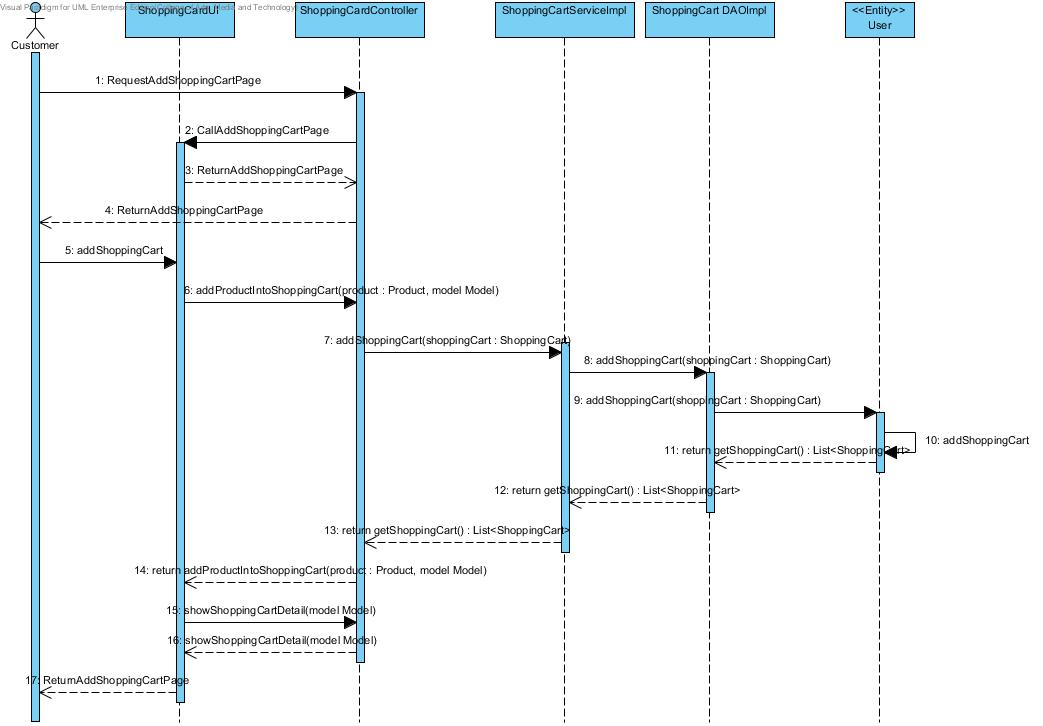 Visual Paradigm for UML Enterprise Edition
Media and Technology
ShoppingCardUI
ShoppingCardController
ShoppingCartServiceImpl
ShoppingCart DAOImpl
<<Entity>>
User
Customer
1: RequestAddShoppingCartPage
2: CallAddShoppingCartPage
3: ReturnAddShoppingCartPage
4: ReturnAddShoppingCartPage
5: addShoppingCart
6: addProductIntoShoppingCart(product : Product, model Model)
7: addShoppingCart(shoppingCart : ShoppingCart)
8: addShoppingCart(shoppingCart : ShoppingCart)
9: addShoppingCart(shoppingCart : ShoppingCart)
10: addShoppingCart
11: return getShoppingCart() : List<ShoppingCart>
12: return getShoppingCart() : List<ShoppingCart>
13: return getShoppingCart() : List<ShoppingCart>
14: return addProductIntoShoppingCart(product : Product, model Model)
15: showShoppingCartDetail(model Model)
16: showShoppingCartDetail(model Model)
17: ReturnAddShoppingCartPage